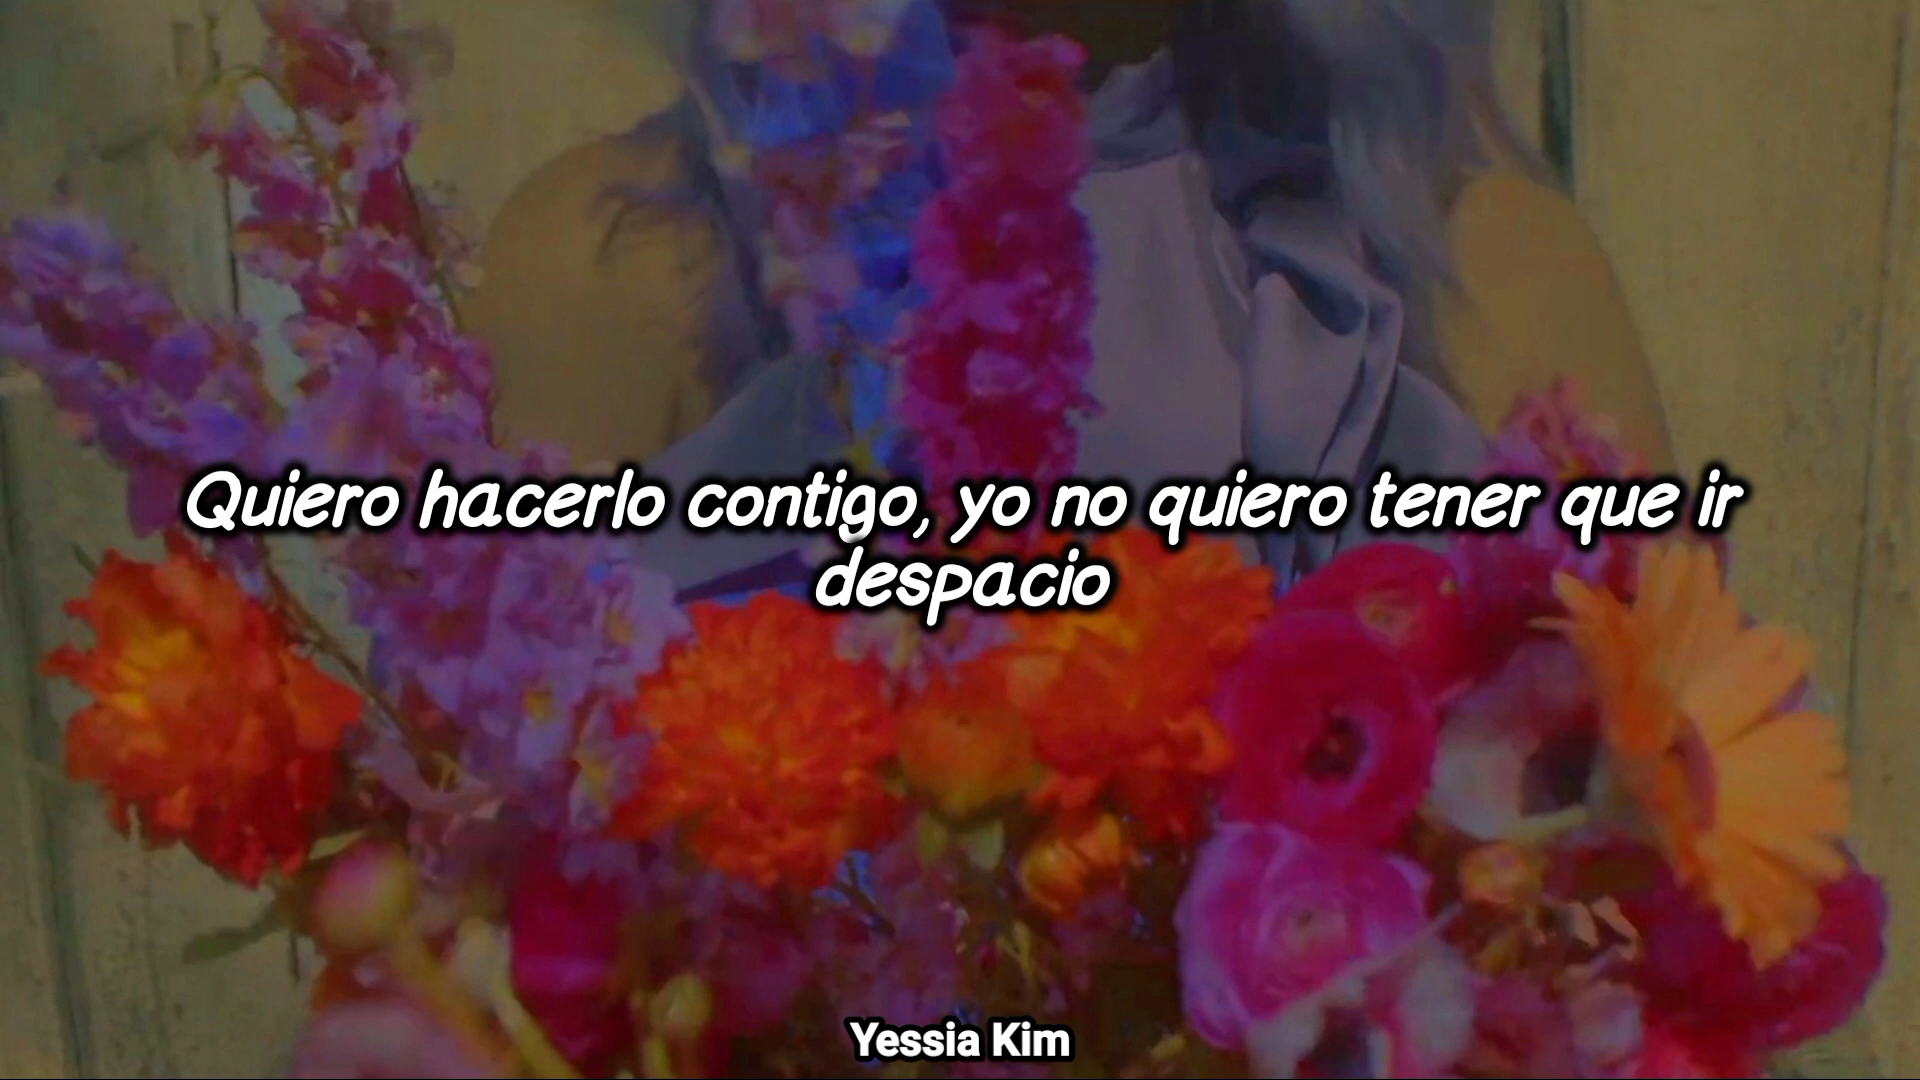 Quiero hacerlo contigo, yo no quiero tener que ir
despacio
Yessia Kim